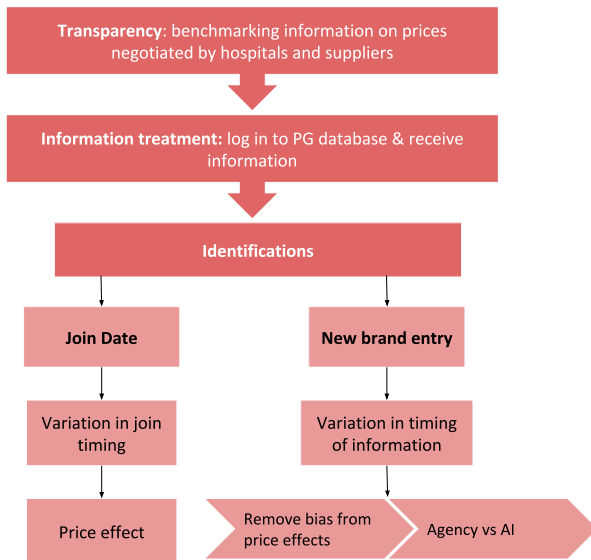 Transparency: benchmarking information on prices
negotiated by hospitals and suppliers
Information treatment: log in to PG database & receive
information
Identifications
Join Date
New brand entry
Variation in join
timing
Variation in timing
of information
Price effect
Remove bias from
price effects
Agency vs AI